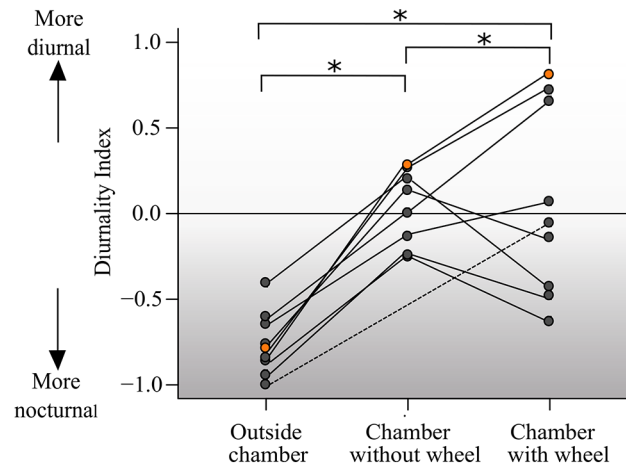 More
diurnal
More
nocturnal
Diurnality Index
1.0
0.5
0.0
−0.5
−1.0
*
*
*
Outside
chamber
Chamber
without wheel
Chamber
with wheel